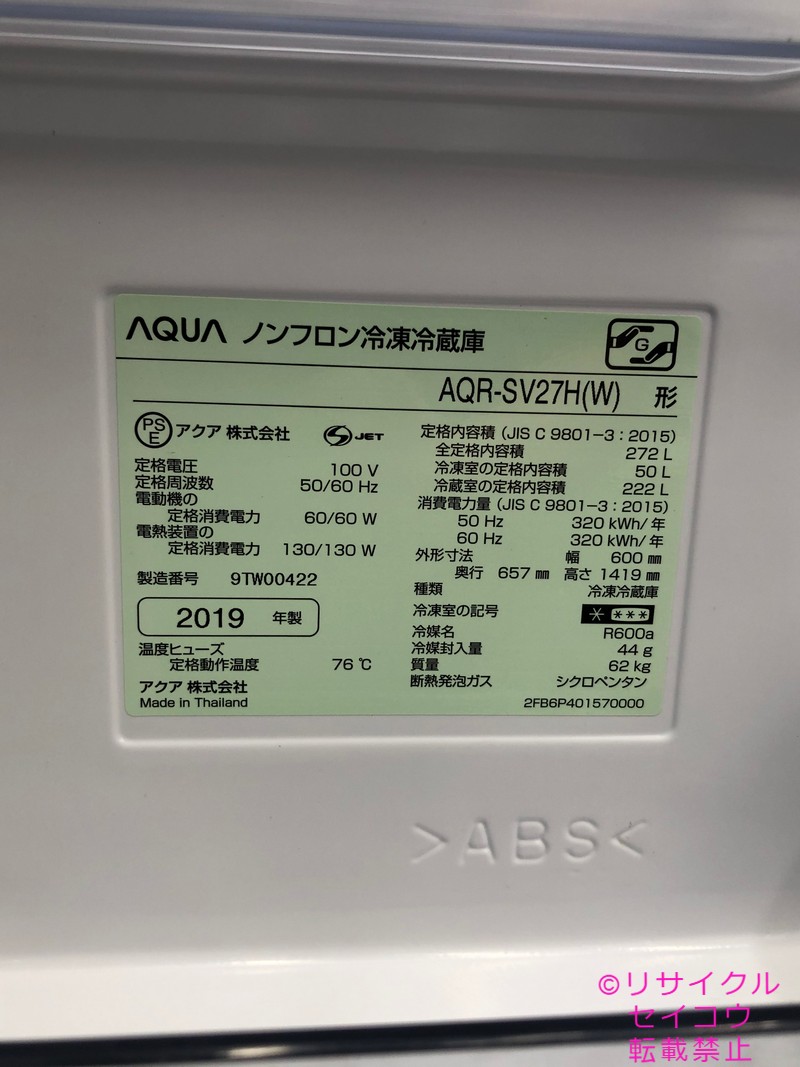 AQUA ノンフロン冷凍冷蔵庫
G
AQR-SV27H(W) 形
PSE アクア 株式会社 S JET
定格電圧 100 V
定格周波数 50/60 Hz
電動機の
定格消費電力 60/60 W
電熱装置の
定格消費電力 130/130 W
製造番号 9TW00422
2019 年製
温度ヒューズ
定格動作温度 76 ℃
アクア 株式会社
Made in Thailand
定格内容積 (JIS C 9801-3:2015)
全定格内容積 272 L
冷凍室の定格内容積 50 L
冷蔵室の定格内容積 222 L
消費電力量 (JIS C 9801-3:2015)
50 Hz 320 kWh/年
60 Hz 320 kWh/年
外形寸法 幅 600 ㎜
奥行 657 ㎜ 高さ 1419 ㎜
種類 冷凍冷蔵庫
冷凍室の記号 * ***
冷媒名 R600a
冷媒封入量 44 g
質量 62 kg
断熱発泡ガス シクロペンタン
2FB6P401570000
>ABS<
©リサイクル
セイコウ
転載禁止